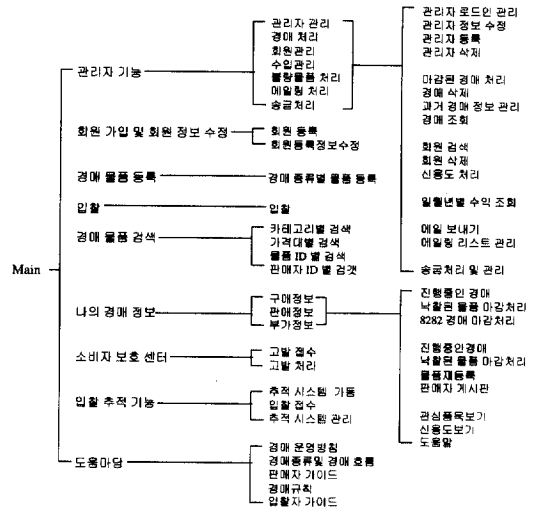 Main
관리자 기능
회원 가입 및 회원 정보 수정
경매 물품 등록
입찰
경매 물품 검색
나의 경매 정보
소비자 보호 센터
입찰 추적 기능
도움마당
관리자 관리
경매 처리
회원관리
수입관리
불량물품 처리
메일링 처리
송금처리
회원 등록
회원등록정보수정
경매 종류별 물품 등록
입찰
카테고리별 검색
가격대별 검색
물품 ID 별 검색
판매자 ID 별 검갯
구매정보
판매정보
부가정보
고발 접수
고발 처리
추적 시스템 가동
입찰 접수
추적 시스템 관리
경매 운영방침
경매종류및 경매 흐름
판매자 가이드
경매규칙
입찰자 가이드
관리자 로드인 관리
관리자 정보 수정
관리자 등록
관리자 삭제
마감된 경매 처리
경매 삭제
과거 경매 정보 관리
경매 조회
회원 검색
회원 삭제
신용도 처리
일월년별 수익 조회
메일 보내기
메일링 리스트 관리
송금처리 및 관리
진행중인 경매
낙찰된 물품 마감처리
8282 경매 마감처리
진행중인경매
낙찰된 물품 마감처리
물품재등록
판매자 게시판
관심품목보기
신용도보기
도움말